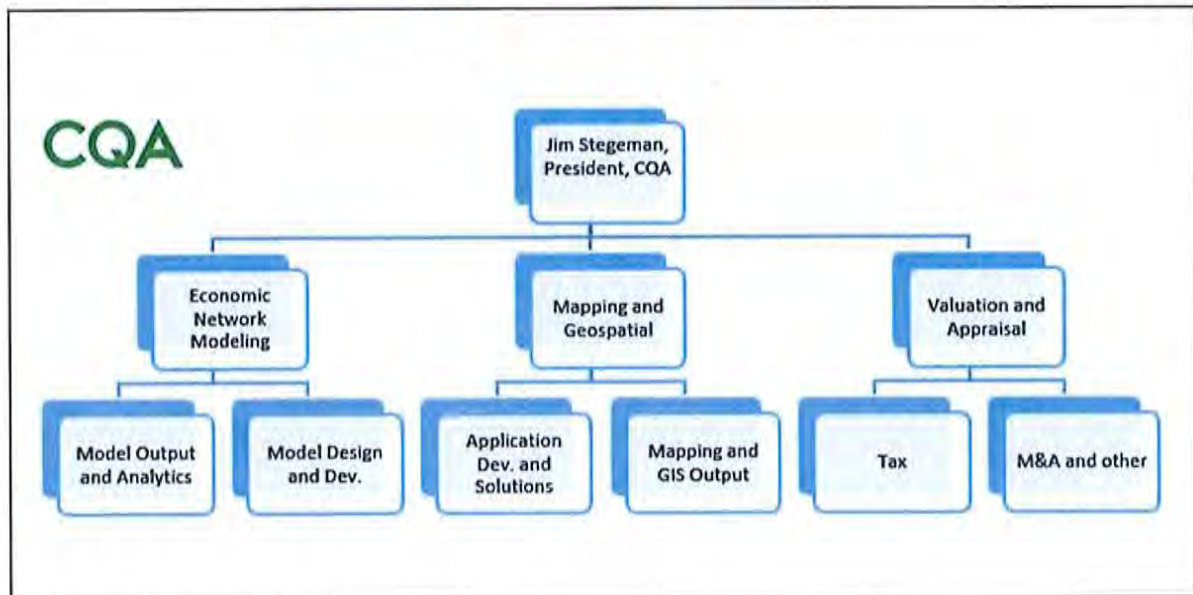 CQA
Jim Stegeman,
President, CQA
Economic
Network
Modeling
Mapping and
Geospatial
Valuation and
Appraisal
Model Output
and Analytics
Model Design
and Dev.
Application
Dev. and
Solutions
Mapping and
GIS Output
Tax
M&A and other